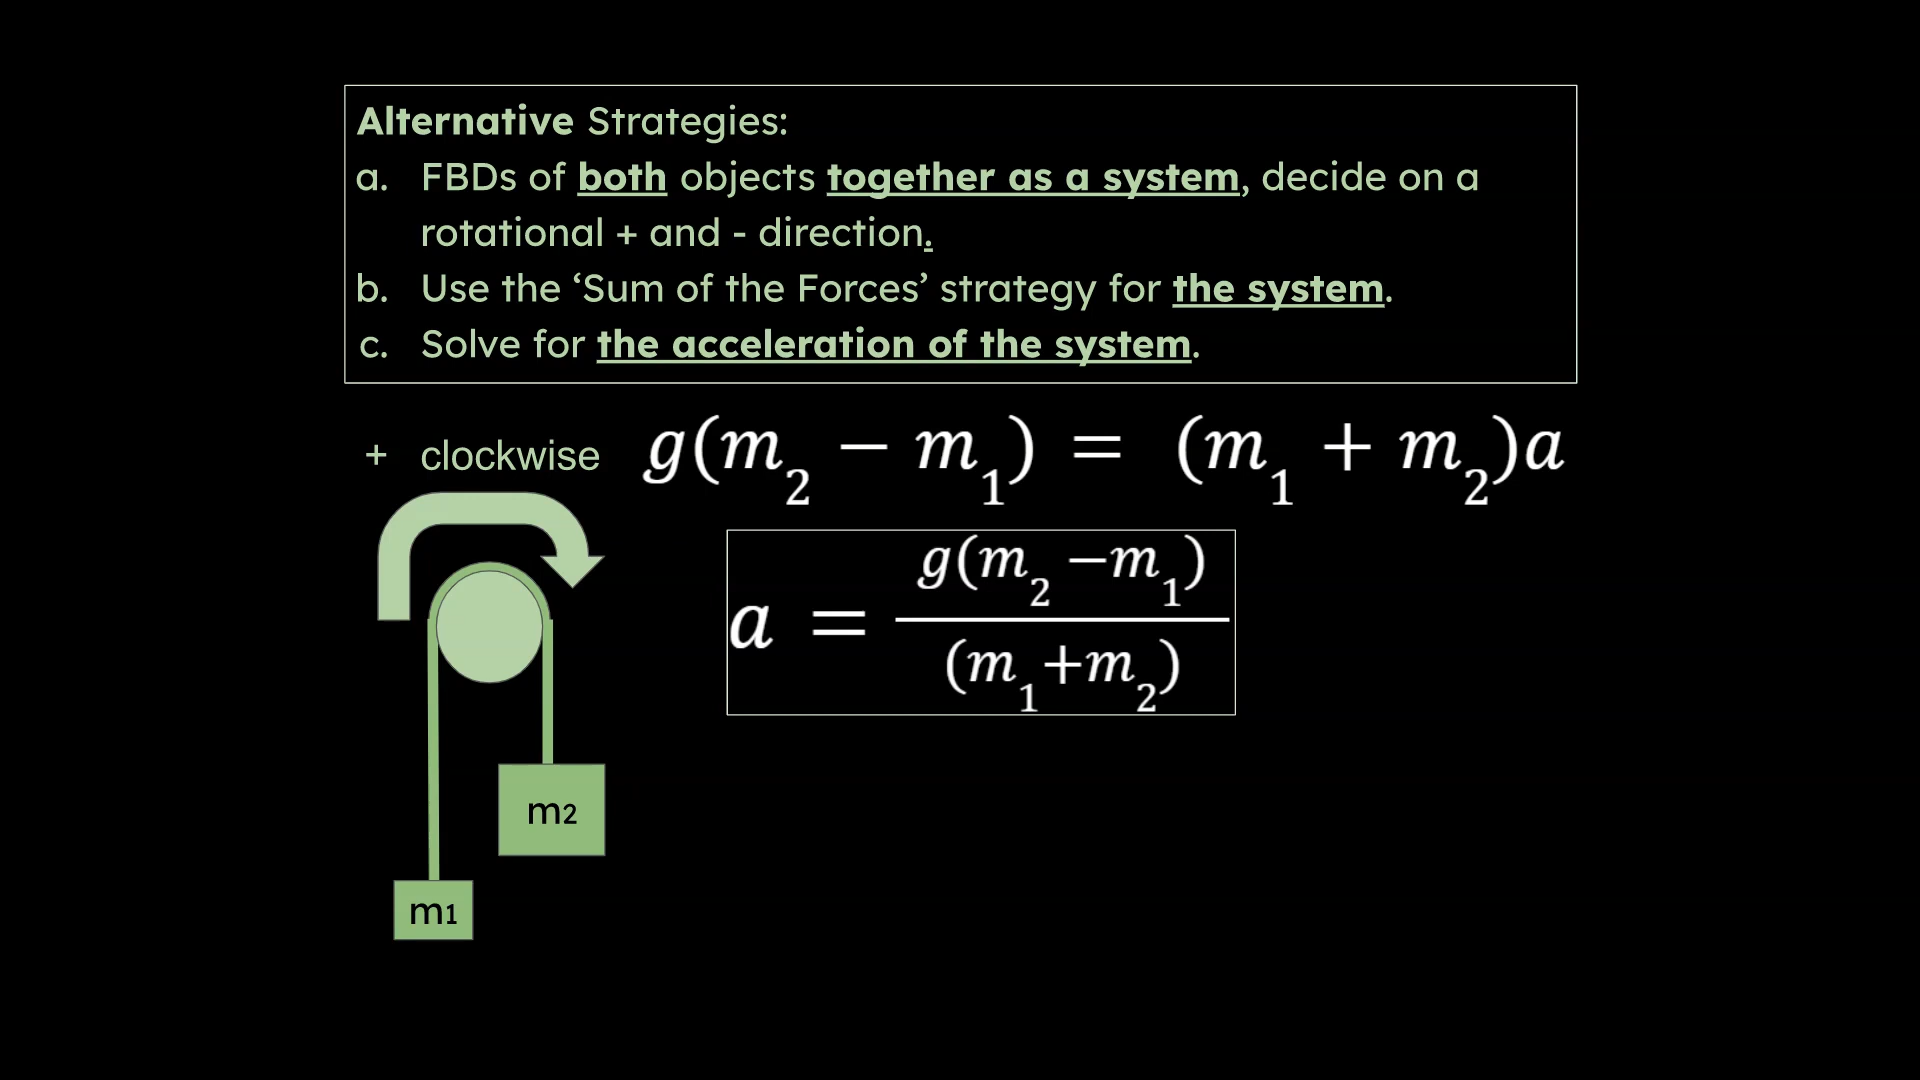 Alternative Strategies:
a. FBDs of both objects together as a system, decide on a
rotational + and - direction.
b. Use the ‘Sum of the Forces’ strategy for the system.
c. Solve for the acceleration of the system.
+ clockwise
g(m₂ − m₁) = (m₁ + m₂)a
a = g(m₂ −m₁) / (m₁+m₂)
m2
m1